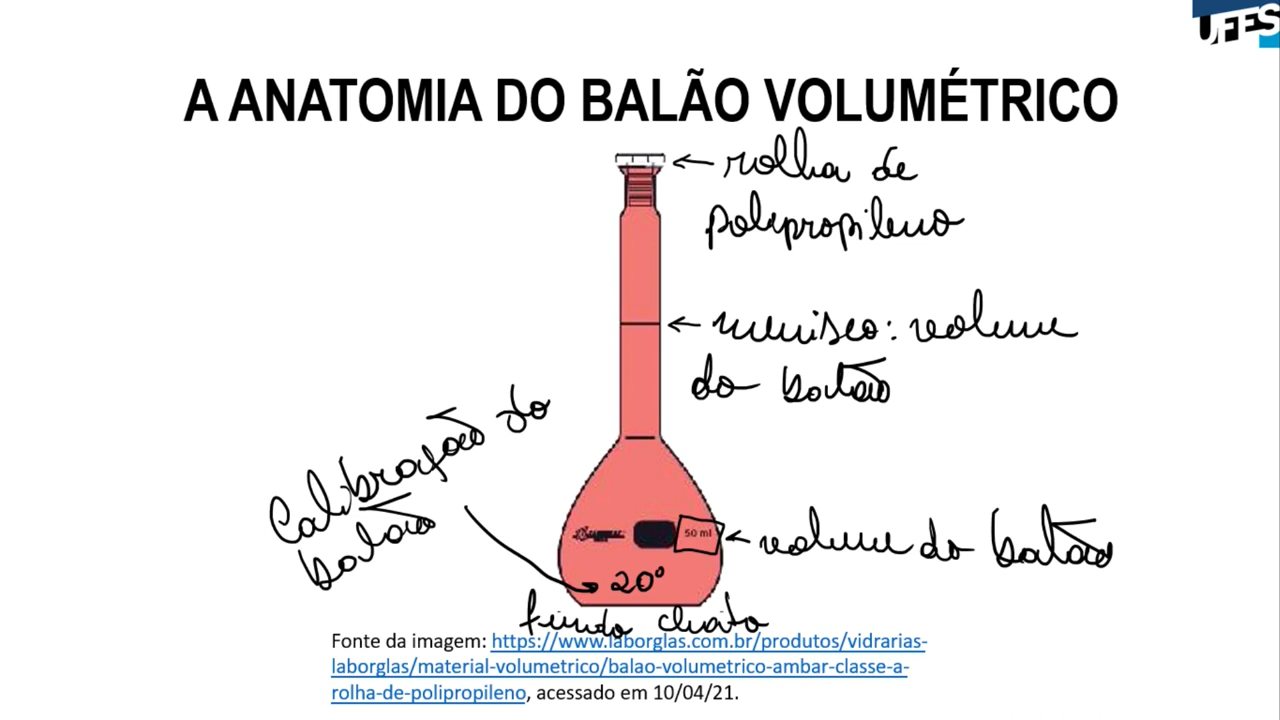 UFES
A ANATOMIA DO BALÃO VOLUMÉTRICO
← rolha de
polipropileno
← menisco: volume
do balão
Calibração do
balão
50 ml
← volume do balão
20°
fundo chato
Fonte da imagem: https://www.laborglas.com.br/produtos/vidrarias-
laborglas/material-volumetrico/balao-volumetrico-ambar-classe-a-
rolha-de-polipropileno, acessado em 10/04/21.